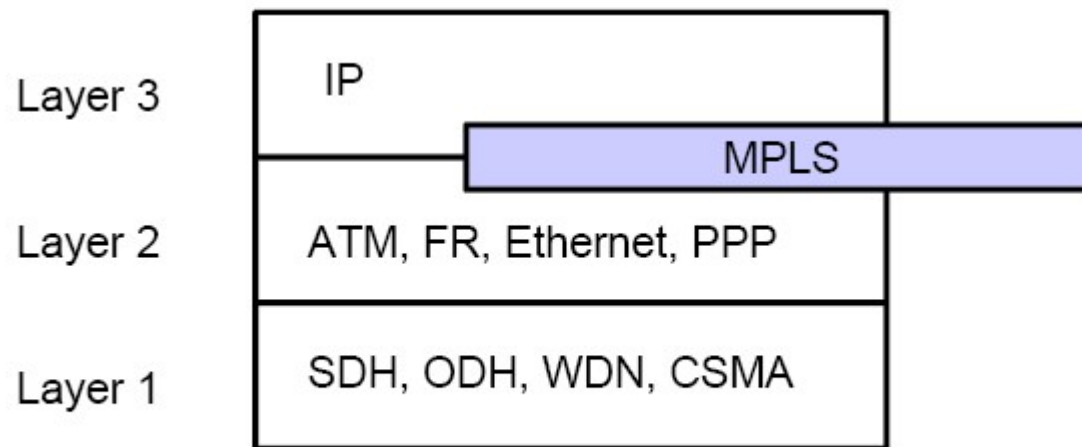 Layer 3
IP
MPLS
Layer 2
ATM, FR, Ethernet, PPP
Layer 1
SDH, ODH, WDN, CSMA